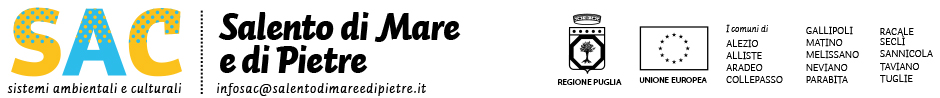 SAC
sistemi ambientali e culturali
Salento di Mare
e di Pietre
infosac@salentodimareedipietre.it
REGIONE PUGLIA
UNIONE EUROPEA
I comuni di
ALEZIO
ALLISTE
ARADEO
COLLEPASSO
GALLIPOLI
MATINO
MELISSANO
NEVIANO
PARABITA
RACALE
SECLÌ
SANNICOLA
TAVIANO
TUGLIE